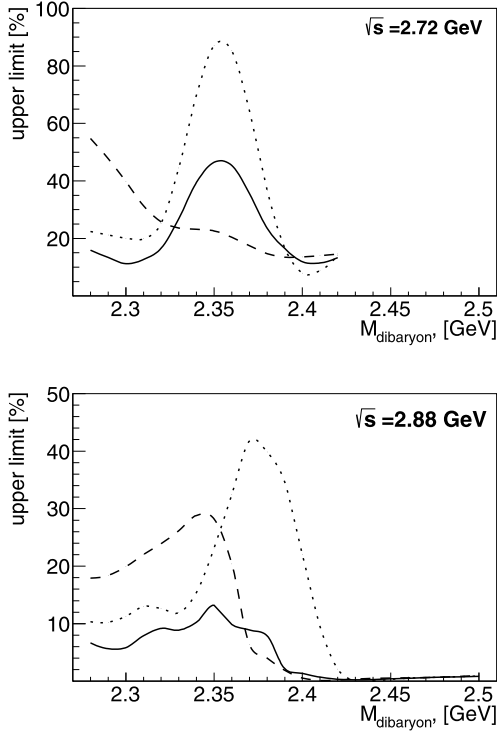 upper limit [%]
√s =2.72 GeV
100
80
60
40
20
2.3 2.35 2.4 2.45 2.5
M_dibaryon, [GeV]
upper limit [%]
√s =2.88 GeV
50
40
30
20
10
2.3 2.35 2.4 2.45 2.5
M_dibaryon, [GeV]